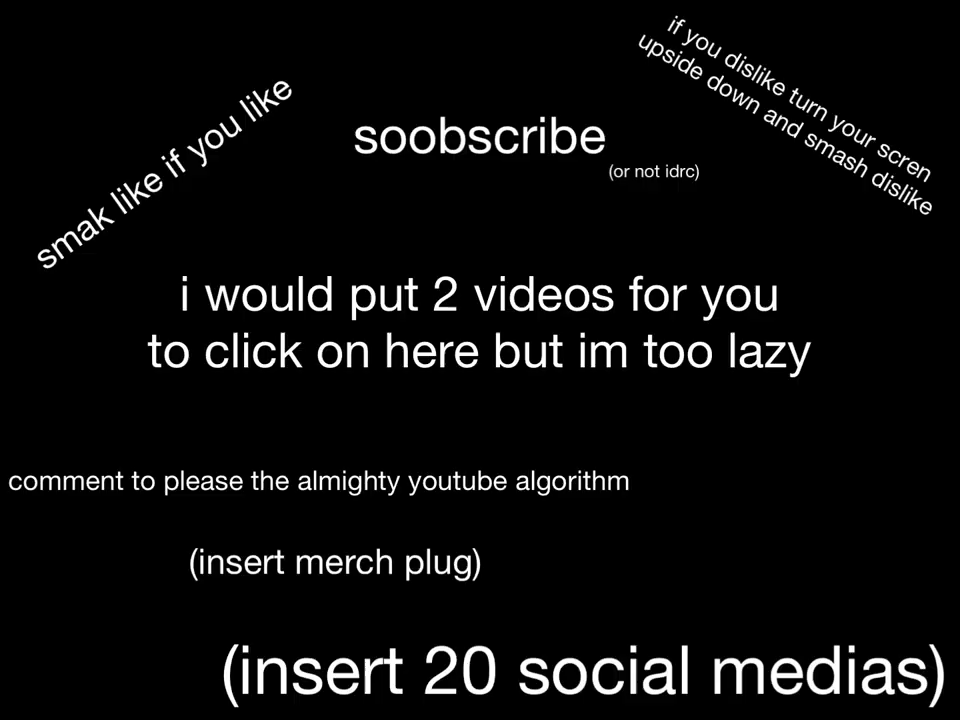 smak like if you like
soobscribe
(or not idrc)
if you dislike turn your scren
upside down and smash dislike
i would put 2 videos for you
to click on here but im too lazy
comment to please the almighty youtube algorithm
(insert merch plug)
(insert 20 social medias)